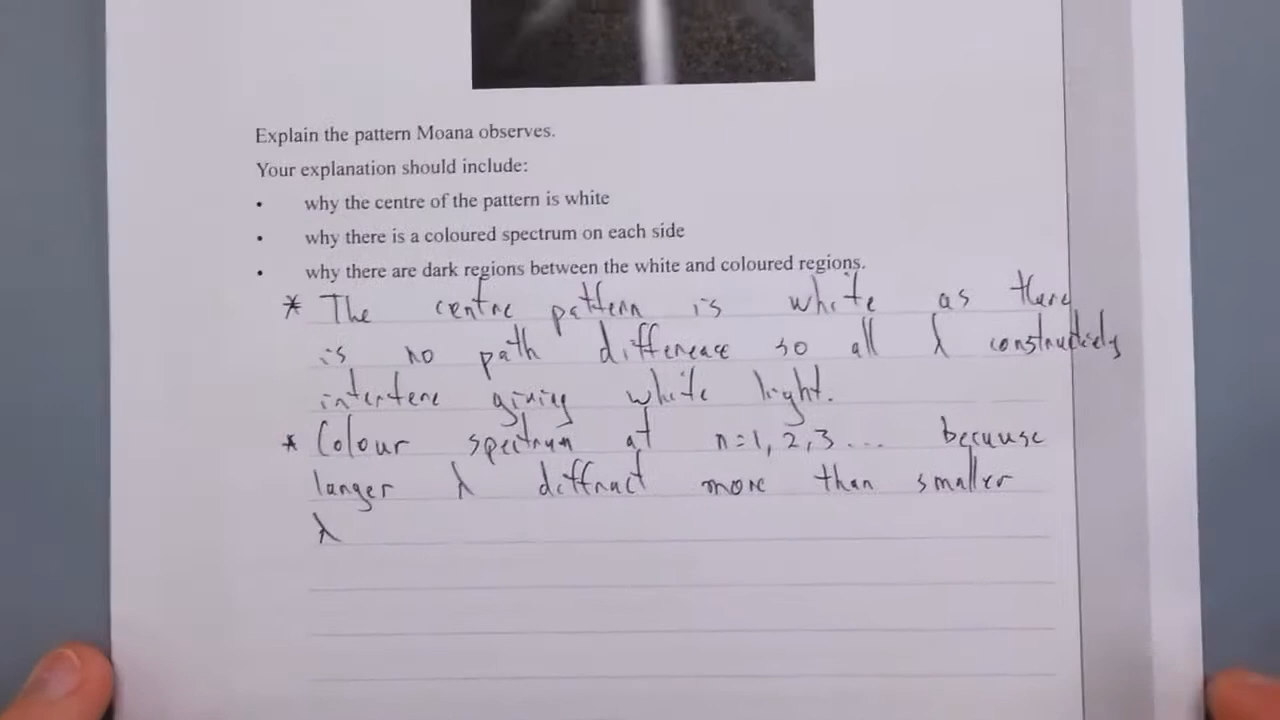 Explain the pattern Moana observes.
Your explanation should include:
• why the centre of the pattern is white
• why there is a coloured spectrum on each side
• why there are dark regions between the white and coloured regions.
* The centre pattern is white as there
is no path difference so all λ constructively
interfere giving white light.
* Colour spectrum at n=1, 2, 3 ... because
larger λ diffract more than smaller
λ